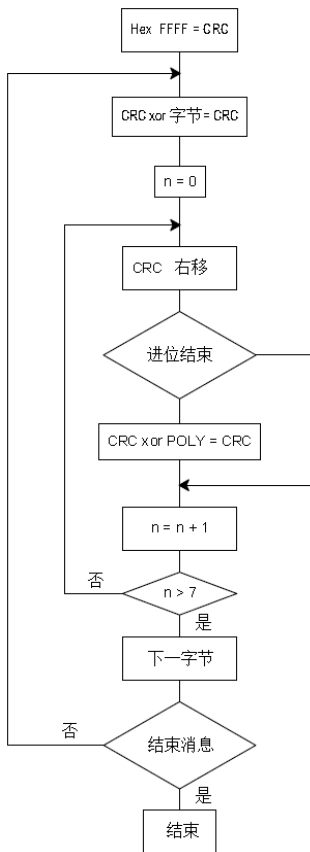 Hex FFFF = CRC
CRC xor 字节 = CRC
n = 0
CRC 右移
进位结束
CRC xor POLY = CRC
n = n + 1
否
n > 7
是
下一字节
否
结束消息
是
结束